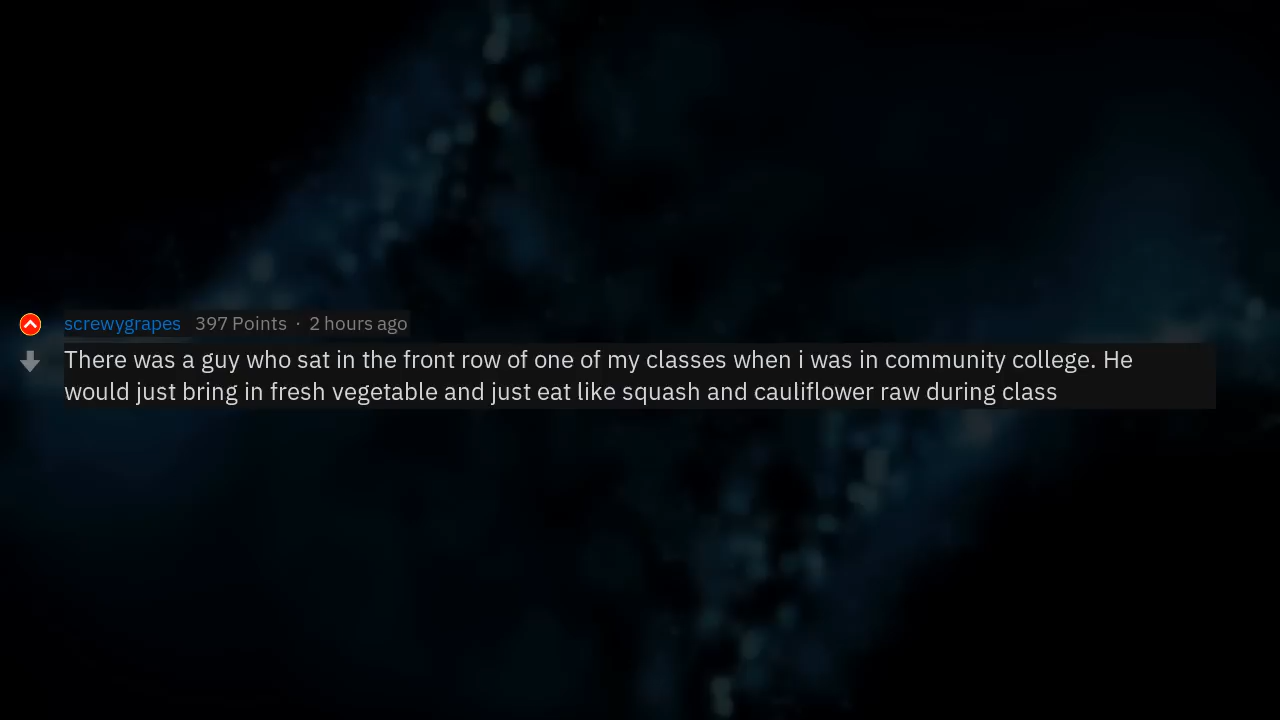 screwygrapes 397 Points · 2 hours ago
There was a guy who sat in the front row of one of my classes when i was in community college. He
would just bring in fresh vegetable and just eat like squash and cauliflower raw during class